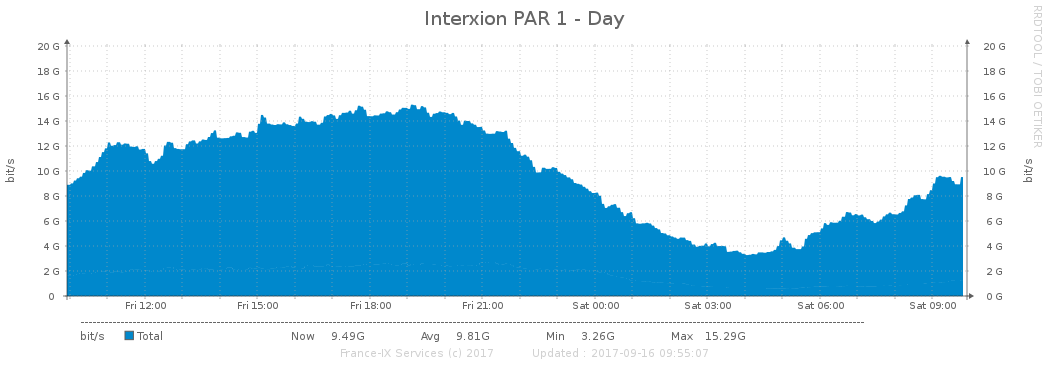 Interxion PAR 1 - Day
RRDTOOL / TOBI OETIKER
20 G 20 G
18 G 18 G
16 G 16 G
14 G 14 G
12 G 12 G
10 G 10 G
8 G 8 G
6 G 6 G
4 G 4 G
2 G 2 G
0 0 G
bit/s bit/s
Fri 12:00 Fri 15:00 Fri 18:00 Fri 21:00 Sat 00:00 Sat 03:00 Sat 06:00 Sat 09:00
bit/s Total Now 9.49G Avg 9.81G Min 3.26G Max 15.29G
France-IX Services (c) 2017 Updated : 2017-09-16 09:55:07